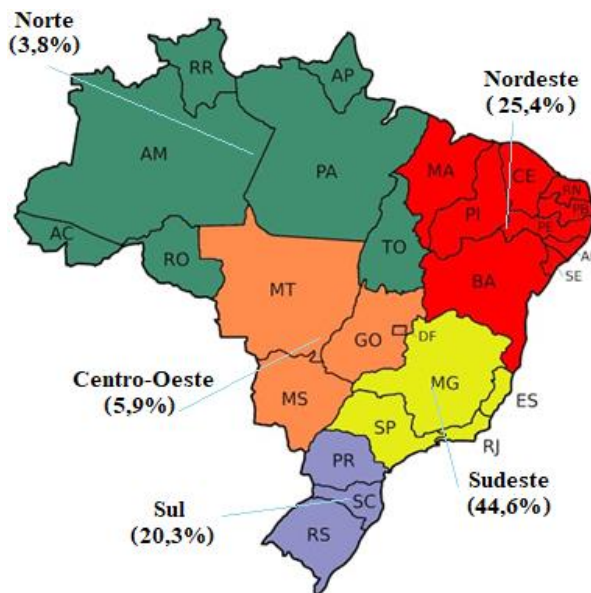 Norte
(3,8%)
RR
AP
Nordeste
(25,4%)
AM
PA
MA
CE
RN
PB
PI
PE
AC
RO
TO
AL
SE
BA
MT
GO
DF
Centro-Oeste
(5,9%)
MS
MG
ES
SP
RJ
PR
Sudeste
(44,6%)
Sul
(20,3%)
SC
RS